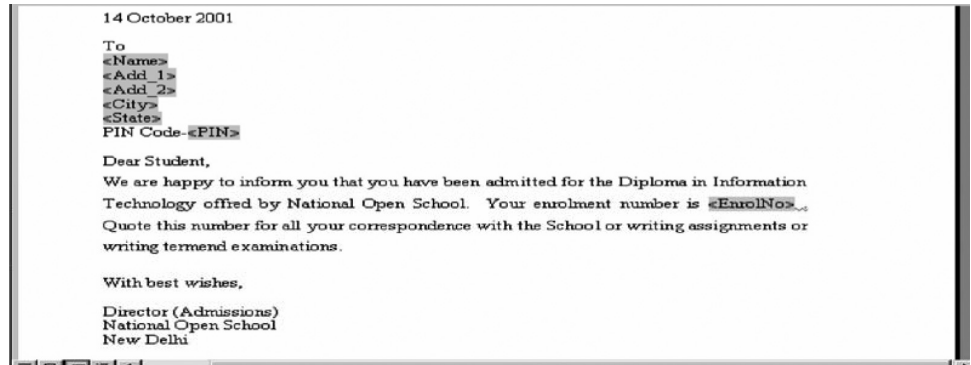 14 October 2001
To
<Name>
<Add_1>
<Add_2>
<City>
<State>
PIN Code-<PIN>
Dear Student,
We are happy to inform you that you have been admitted for the Diploma in Information
Technology offred by National Open School. Your enrolment number is <EnrolNo>.
Quote this number for all your correspondence with the School or writing assignments or
writing termend examinations.
With best wishes,
Director (Admissions)
National Open School
New Delhi